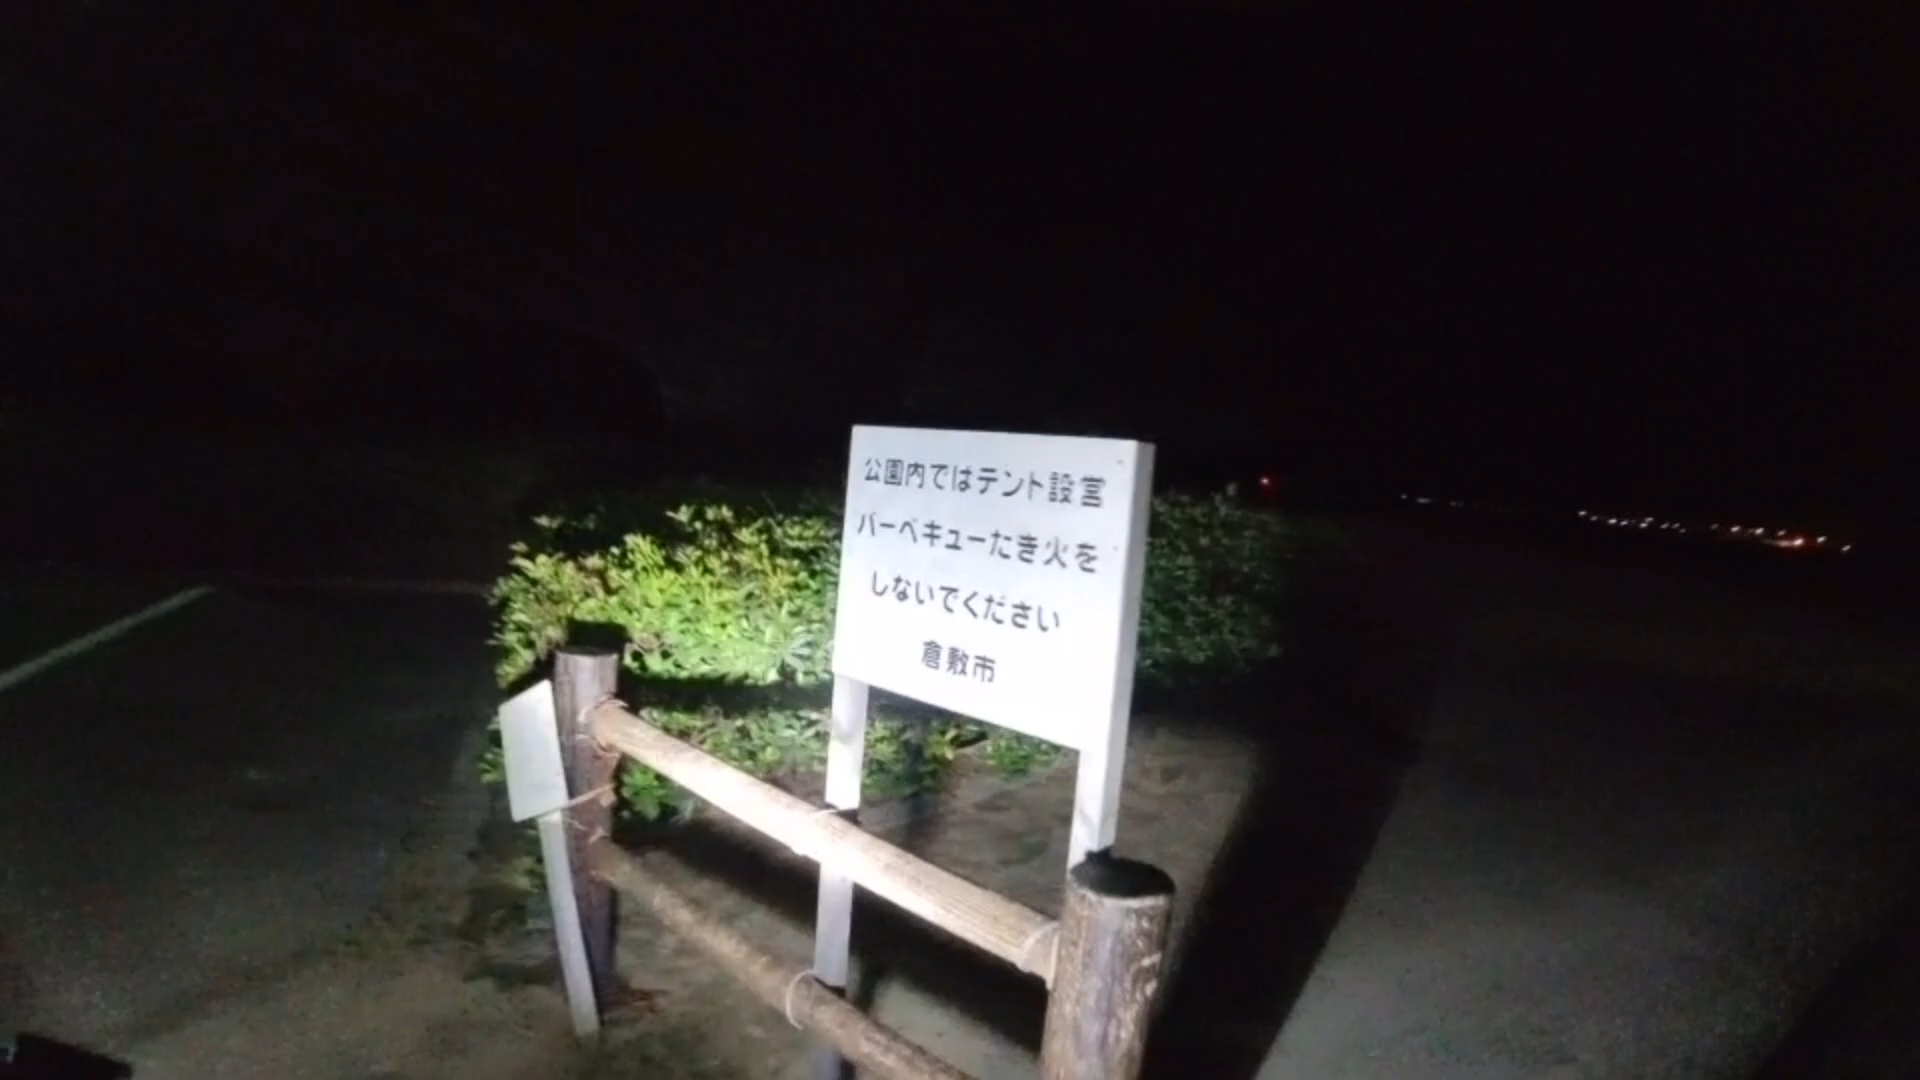 公園内ではテント設営
バーベキューたき火を
しないでください
倉敷市